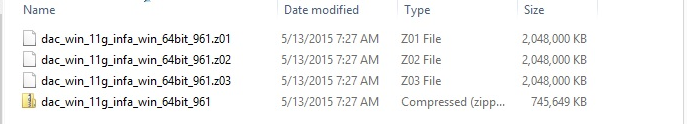 Name Date modified Type Size
dac_win_11g_infa_win_64bit_961.z01 5/13/2015 7:27 AM Z01 File 2,048,000 KB
dac_win_11g_infa_win_64bit_961.z02 5/13/2015 7:27 AM Z02 File 2,048,000 KB
dac_win_11g_infa_win_64bit_961.z03 5/13/2015 7:27 AM Z03 File 2,048,000 KB
dac_win_11g_infa_win_64bit_961 5/13/2015 7:27 AM Compressed (zipp... 745,649 KB